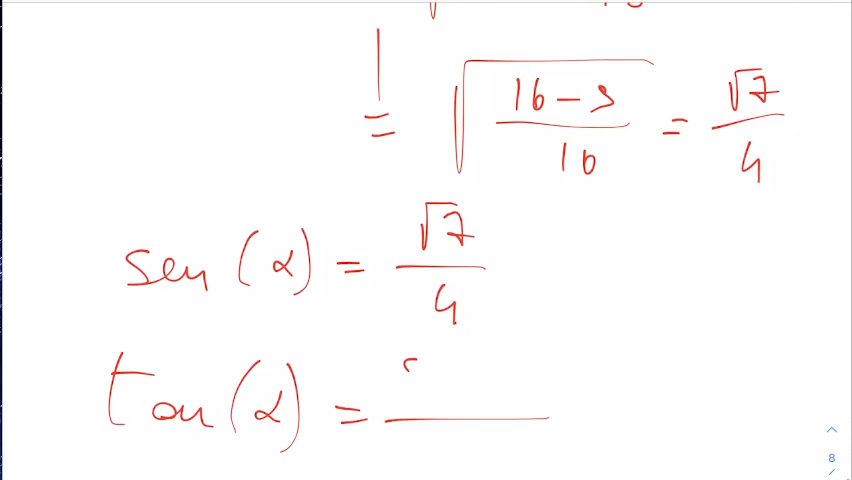 = √(16 - 9)/16 = √7/4
sen(α) = √7/4
tan(α) =
8